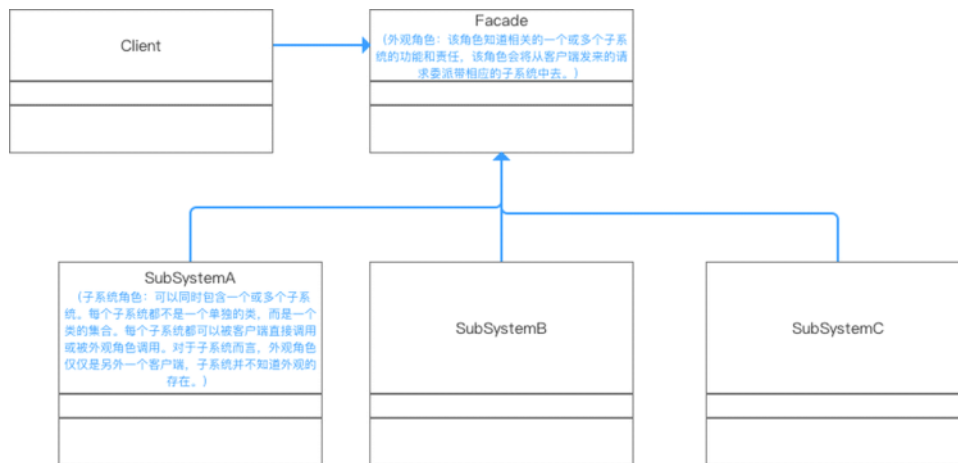 Client
Facade
（外观角色：该角色知道相关的一个或多个子系
统的功能和责任，该角色会将从客户端发来的请
求委派带相应的子系统中去。）
SubSystemA
（子系统角色：可以同时包含一个或多个子系
统。每个子系统都不是一个单独的类，而是一个
类的集合。每个子系统都可以被客户端直接调用
或被外观角色调用。对于子系统而言，外观角色
仅仅是另外一个客户端，子系统并不知道外观的
存在。）
SubSystemB
SubSystemC